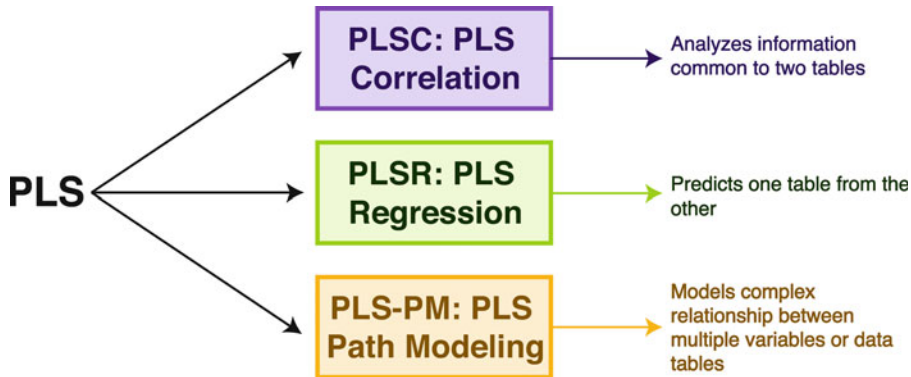 PLS
PLSC: PLS
Correlation
Analyzes information
common to two tables
PLSR: PLS
Regression
Predicts one table from the
other
PLS-PM: PLS
Path Modeling
Models complex
relationship between
multiple variables or data
tables